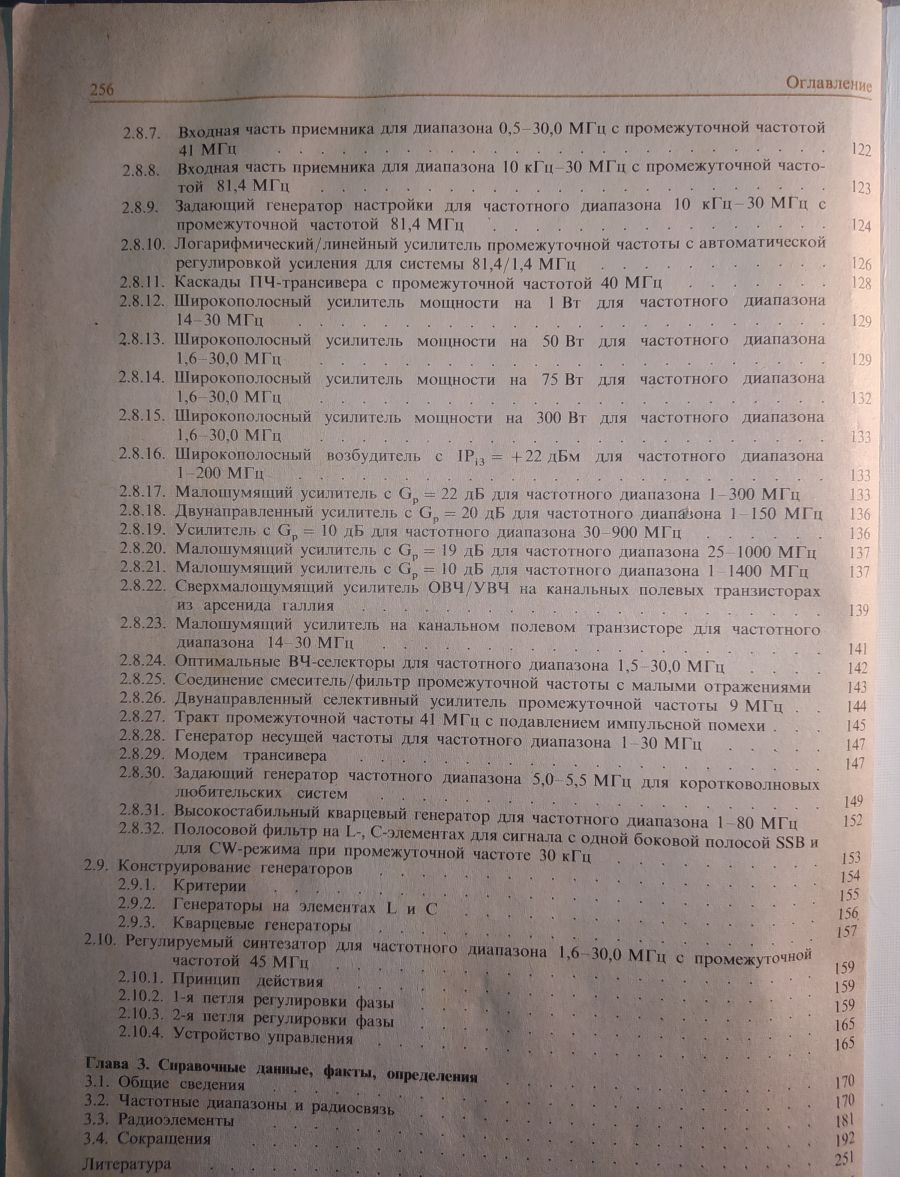 256 Оглавление
2.8.7. Входная часть приемника для диапазона 0,5–30,0 МГц с промежуточной частотой
41 МГц . . . 122
2.8.8. Входная часть приемника для диапазона 10 кГц–30 МГц с промежуточной часто-
той 81,4 МГц . . . 123
2.8.9. Задающий генератор настройки для частотного диапазона 10 кГц–30 МГц с
промежуточной частотой 81,4 МГц . . . 124
2.8.10. Логарифмический/линейный усилитель промежуточной частоты с автоматической
регулировкой усиления для системы 81,4/1,4 МГц . . . 126
2.8.11. Каскады ПЧ-трансивера с промежуточной частотой 40 МГц . . . 128
2.8.12. Широкополосный усилитель мощности на 1 Вт для частотного диапазона
14–30 МГц . . . 129
2.8.13. Широкополосный усилитель мощности на 50 Вт для частотного диапазона
1,6–30,0 МГц . . . 129
2.8.14. Широкополосный усилитель мощности на 75 Вт для частотного диапазона
1,6–30,0 МГц . . . 132
2.8.15. Широкополосный усилитель мощности на 300 Вт для частотного диапазона
1,6–30,0 МГц . . . 133
2.8.16. Широкополосный возбудитель с IP_i3 = +22 дБм для частотного диапазона
1–200 МГц . . . 133
2.8.17. Малошумящий усилитель с G_p = 22 дБ для частотного диапазона 1–300 МГц 133
2.8.18. Двунаправленный усилитель с G_p = 20 дБ для частотного диапазона 1–150 МГц 136
2.8.19. Усилитель с G_p = 10 дБ для частотного диапазона 30–900 МГц . . . 136
2.8.20. Малошумящий усилитель с G_p = 19 дБ для частотного диапазона 25–1000 МГц 137
2.8.21. Малошумящий усилитель с G_p = 10 дБ для частотного диапазона 1–1400 МГц 137
2.8.22. Сверхмалошумящий усилитель ОВЧ/УВЧ на канальных полевых транзисторах
из арсенида галлия . . . 139
2.8.23. Малошумящий усилитель на канальном полевом транзисторе для частотного
диапазона 14–30 МГц . . . 141
2.8.24. Оптимальные ВЧ-селекторы для частотного диапазона 1,5–30,0 МГц . . . 142
2.8.25. Соединение смеситель/фильтр промежуточной частоты с малыми отражениями 143
2.8.26. Двунаправленный селективный усилитель промежуточной частоты 9 МГц . . 144
2.8.27. Тракт промежуточной частоты 41 МГц с подавлением импульсной помехи . . . 145
2.8.28. Генератор несущей частоты для частотного диапазона 1–30 МГц . . . 147
2.8.29. Модем трансивера . . . 147
2.8.30. Задающий генератор частотного диапазона 5,0–5,5 МГц для коротковолновых
любительских систем . . . 149
2.8.31. Высокостабильный кварцевый генератор для частотного диапазона 1–80 МГц 152
2.8.32. Полосовой фильтр на L-, C-элементах для сигнала с одной боковой полосой SSB и
для CW-режима при промежуточной частоте 30 кГц . . . 153
2.9. Конструирование генераторов . . . 154
2.9.1. Критерии . . . 155
2.9.2. Генераторы на элементах L и C . . . 156
2.9.3. Кварцевые генераторы . . . 157
2.10. Регулируемый синтезатор для частотного диапазона 1,6–30,0 МГц с промежуточной
частотой 45 МГц . . . 159
2.10.1. Принцип действия . . . 159
2.10.2. 1-я петля регулировки фазы . . . 159
2.10.3. 2-я петля регулировки фазы . . . 165
2.10.4. Устройство управления . . . 165
Глава 3. Справочные данные, факты, определения . . . 170
3.1. Общие сведения . . . 170
3.2. Частотные диапазоны и радиосвязь . . . 181
3.3. Радиоэлементы . . . 192
3.4. Сокращения . . . 251
Литература